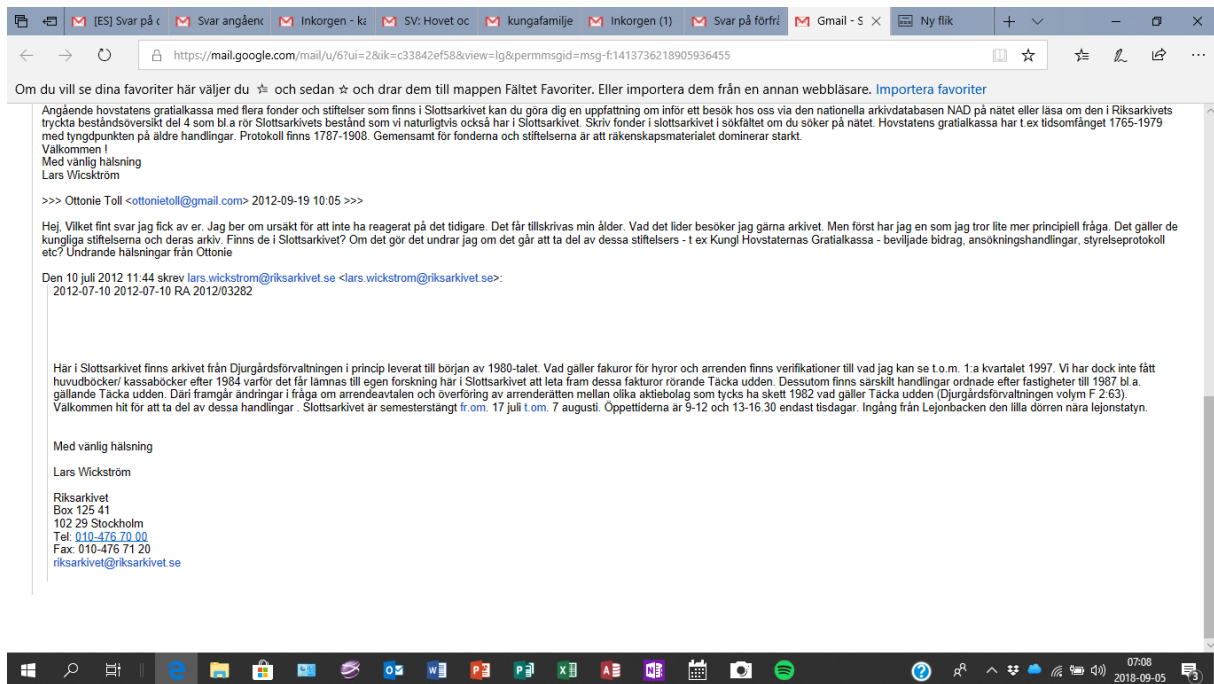 [ES] Svar på
Svar angåend
Inkorgen - ka
SV: Hovet oc
kungafamilje
Inkorgen (1)
Svar på förfrå
Gmail - S
Ny flik
https://mail.google.com/mail/u/6?ui=2&ik=c33842ef58&view=lg&permmsgid=msg-f:1413736218905936455
Om du vill se dina favoriter här väljer du och sedan och drar dem till mappen Fältet Favoriter. Eller importera dem från en annan webbläsare. Importera favoriter
Angående hovstatens gratialkassa med flera fonder och stiftelser som finns i Slottsarkivet kan du göra dig en uppfattning om inför ett besök hos oss via den nationella arkivdatabasen NAD på nätet eller läsa om den i Riksarkivets
tryckta beståndsöversikt del 4 som bl.a rör Slottsarkivets bestånd som vi naturligtvis också har i Slottsarkivet. Skriv fonder i slottsarkivet i sökfältet om du söker på nätet. Hovstatens gratialkassa har t.ex tidsomfånget 1765-1979
med tyngdpunkten på äldre handlingar. Protokoll finns 1787-1908. Gemensamt för fonderna och stiftelserna är att räkenskapsmaterialet dominerar starkt.
Välkommen !
Med vänlig hälsning
Lars Wicsktröm
>>> Ottonie Toll <ottonietoll@gmail.com> 2012-09-19 10:05 >>>
Hej, Vilket fint svar jag fick av er. Jag ber om ursäkt för att inte ha reagerat på det tidigare. Det får tillskrivas min ålder. Vad det lider besöker jag gärna arkivet. Men först har jag en som jag tror lite mer principiell fråga. Det gäller de
kungliga stiftelserna och deras arkiv. Finns de i Slottsarkivet? Om det gör det undrar jag om det går att ta del av dessa stiftelsers - t ex Kungl Hovstaternas Gratialkassa - beviljade bidrag, ansökningshandlingar, styrelseprotokoll
etc? Undrande hälsningar från Ottonie
Den 10 juli 2012 11:44 skrev lars.wickstrom@riksarkivet.se <lars.wickstrom@riksarkivet.se>:
2012-07-10 2012-07-10 RA 2012/03282
Här i Slottsarkivet finns arkivet från Djurgårdsförvaltningen i princip leverat till början av 1980-talet. Vad gäller fakuror för hyror och arrenden finns verifikationer till vad jag kan se t.o.m. 1:a kvartalet 1997. Vi har dock inte fått
huvudböcker/ kassaböcker efter 1984 varför det får lämnas till egen forskning här i Slottsarkivet att leta fram dessa fakturor rörande Täcka udden. Dessutom finns särskilt handlingar ordnade efter fastigheter till 1987 bl.a.
gällande Täcka udden. Däri framgår ändringar i fråga om arrendeavtalen och överföring av arrenderätten mellan olika aktiebolag som tycks ha skett 1982 vad gäller Täcka udden (Djurgårdsförvaltningen volym F 2:63).
Välkommen hit för att ta del av dessa handlingar . Slottsarkivet är semesterstängt fr.om. 17 juli t.om. 7 augusti. Öppettiderna är 9-12 och 13-16.30 endast tisdagar. Ingång från Lejonbacken den lilla dörren nära lejonstatyn.
Med vänlig hälsning
Lars Wickström
Riksarkivet
Box 125 41
102 29 Stockholm
Tel: 010-476 70 00
Fax: 010-476 71 20
riksarkivet@riksarkivet.se
07:08
2018-09-05